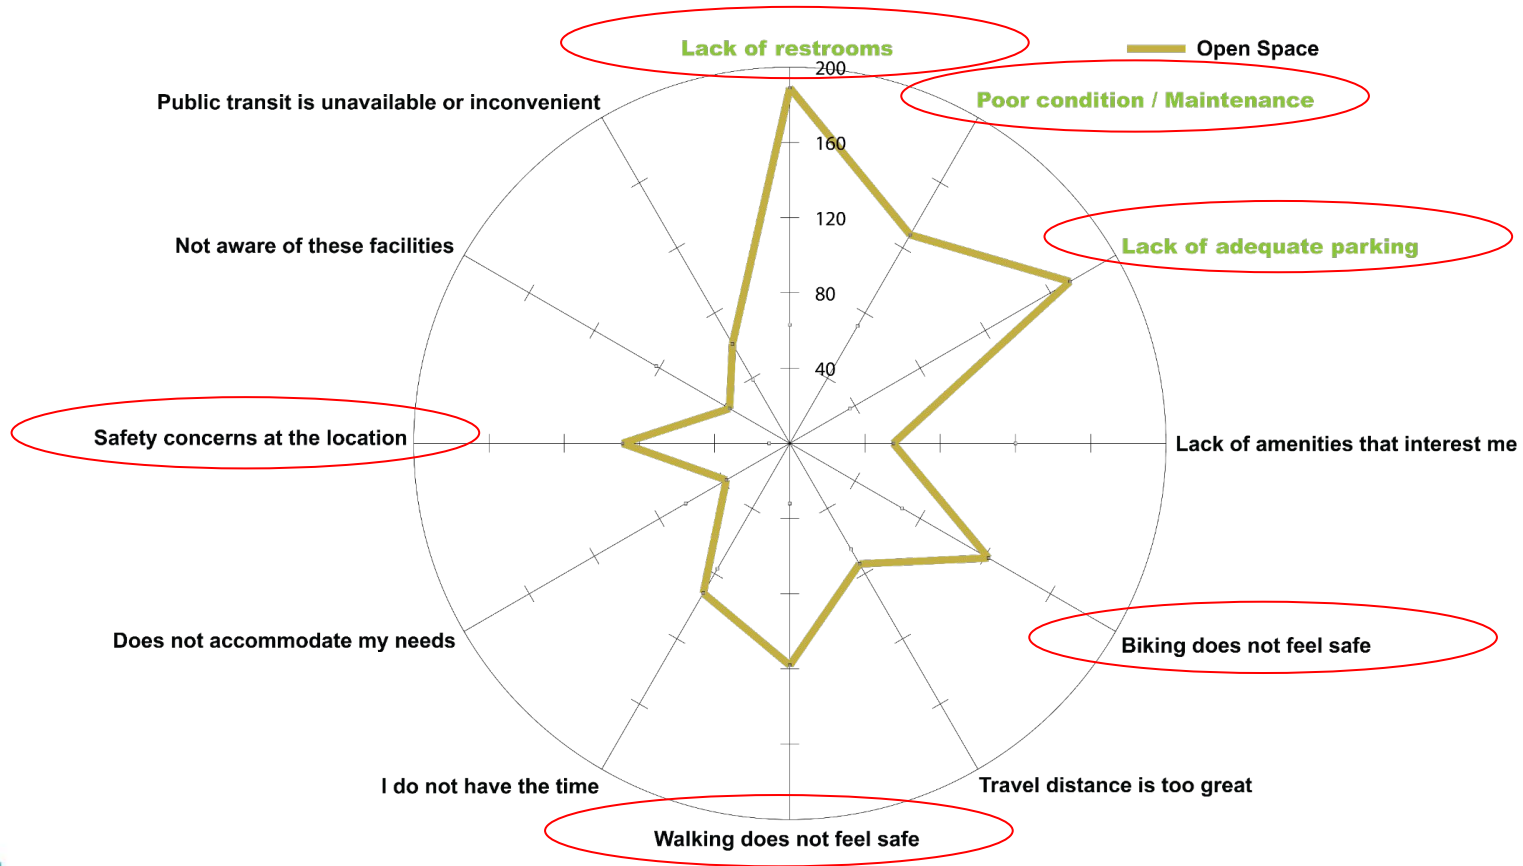 Lack of restrooms
Open Space
200
Poor condition / Maintenance
Public transit is unavailable or inconvenient
160
120
Not aware of these facilities
Lack of adequate parking
80
40
Safety concerns at the location
Lack of amenities that interest me
Does not accommodate my needs
Biking does not feel safe
I do not have the time
Travel distance is too great
Walking does not feel safe